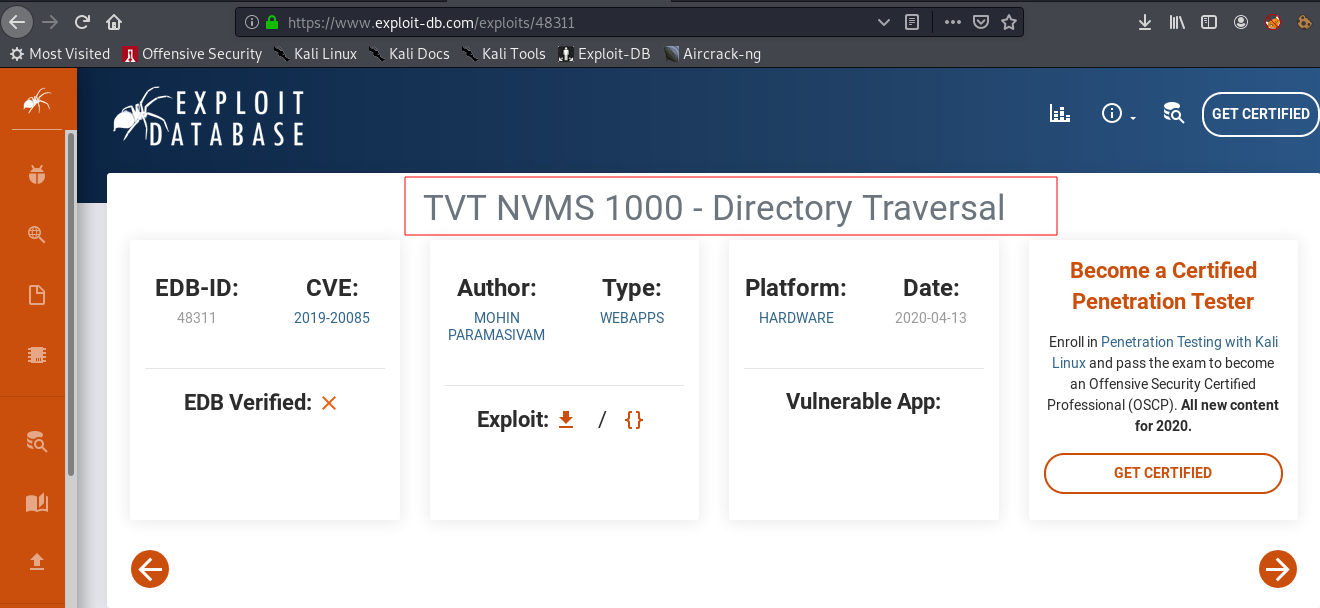 https://www.exploit-db.com/exploits/48311
Most Visited Offensive Security Kali Linux Kali Docs Kali Tools Exploit-DB Aircrack-ng
EXPLOIT
DATABASE
GET CERTIFIED
TVT NVMS 1000 - Directory Traversal
EDB-ID:
48311
CVE:
2019-20085
EDB Verified:
Author:
MOHIN
PARAMASIVAM
Type:
WEBAPPS
Exploit: / {}
Platform:
HARDWARE
Date:
2020-04-13
Vulnerable App:
Become a Certified
Penetration Tester
Enroll in Penetration Testing with Kali
Linux and pass the exam to become
an Offensive Security Certified
Professional (OSCP). All new content
for 2020.
GET CERTIFIED